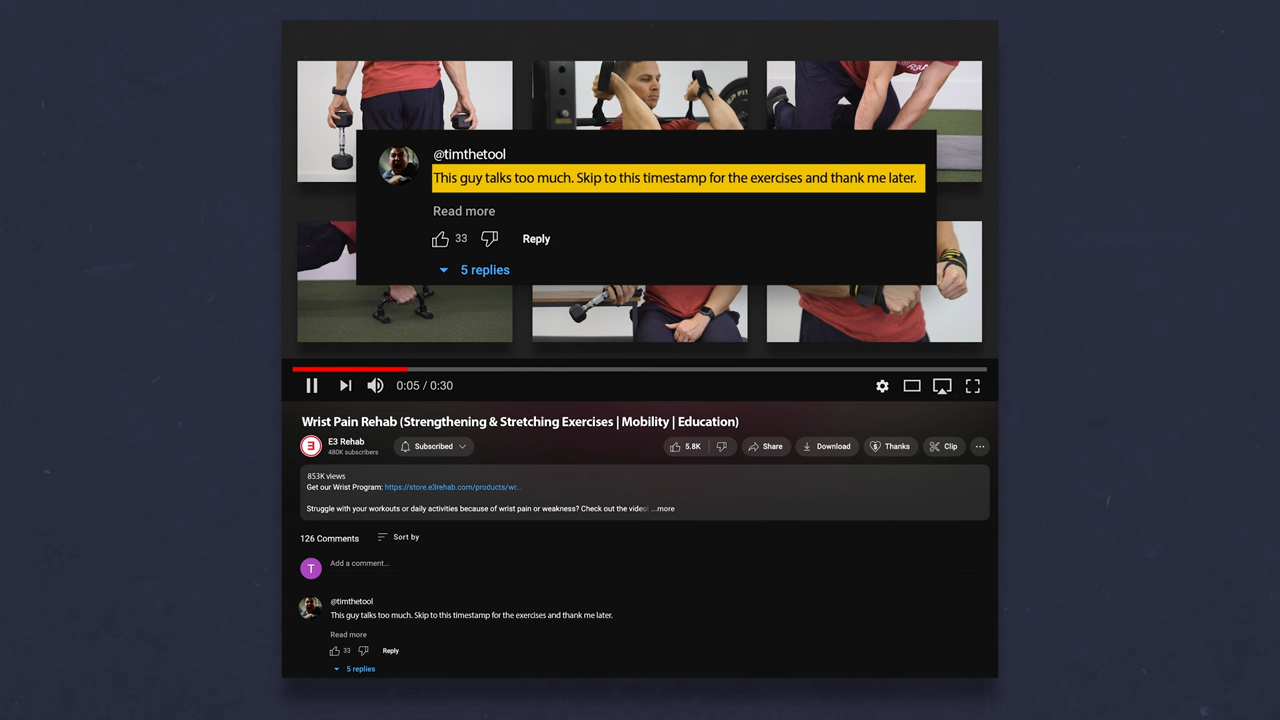 @timthetool
This guy talks too much. Skip to this timestamp for the exercises and thank me later.
Read more
33
Reply
5 replies
0:05 / 0:30
Wrist Pain Rehab (Strengthening & Stretching Exercises | Mobility | Education)
E3 Rehab
480K subscribers
Subscribed
5.8K
Share
Download
Thanks
Clip
853K views
Get our Wrist Program: https://store.e3rehab.com/products/wr...
Struggle with your workouts or daily activities because of wrist pain or weakness? Check out the video! ...more
126 Comments
Sort by
T
Add a comment...
@timthetool
This guy talks too much. Skip to this timestamp for the exercises and thank me later.
Read more
33
Reply
5 replies